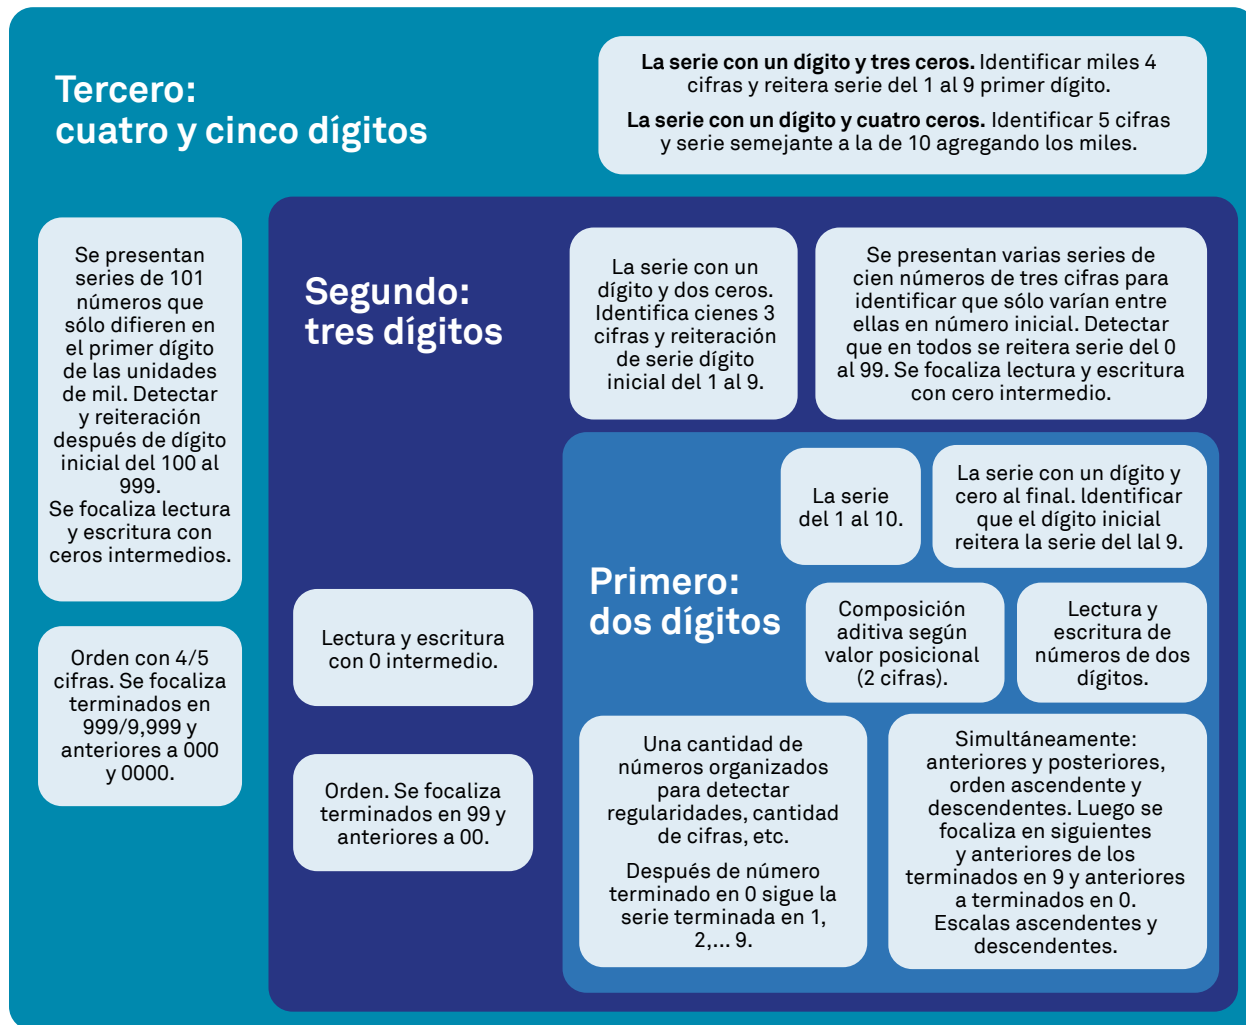 Tercero:
cuatro y cinco dígitos
La serie con un dígito y tres ceros. Identificar miles 4
cifras y reitera serie del 1 al 9 primer dígito.
La serie con un dígito y cuatro ceros. Identificar 5 cifras
y serie semejante a la de 10 agregando los miles.
Se presentan
series de 101
números que
sólo difieren en
el primer dígito
de las unidades
de mil. Detectar
y reiteración
después de dígito
inicial del 100 al
999.
Se focaliza lectura
y escritura con
ceros intermedios.
Orden con 4/5
cifras. Se focaliza
terminados en
999/9,999 y
anteriores a 000
y 0000.
Segundo:
tres dígitos
La serie con un
dígito y dos ceros.
Identifica cienes 3
cifras y reiteración
de serie dígito
inicial del 1 al 9.
Se presentan varias series de
cien números de tres cifras para
identificar que sólo varían entre
ellas en número inicial. Detectar
que en todos se reitera serie del 0
al 99. Se focaliza lectura y escritura
con cero intermedio.
Lectura y escritura
con 0 intermedio.
Orden. Se focaliza
terminados en 99 y
anteriores a 00.
Primero:
dos dígitos
La serie
del 1 al 10.
La serie con un dígito y
cero al final. Identificar
que el dígito inicial
reitera la serie del lal 9.
Composición
aditiva según
valor posicional
(2 cifras).
Lectura y
escritura de
números de dos
dígitos.
Una cantidad de
números organizados
para detectar
regularidades, cantidad
de cifras, etc.
Después de número
terminado en 0 sigue la
serie terminada en 1,
2,... 9.
Simultáneamente:
anteriores y posteriores,
orden ascendente y
descendentes. Luego se
focaliza en siguientes
y anteriores de los
terminados en 9 y anteriores
a terminados en 0.
Escalas ascendentes y
descendentes.